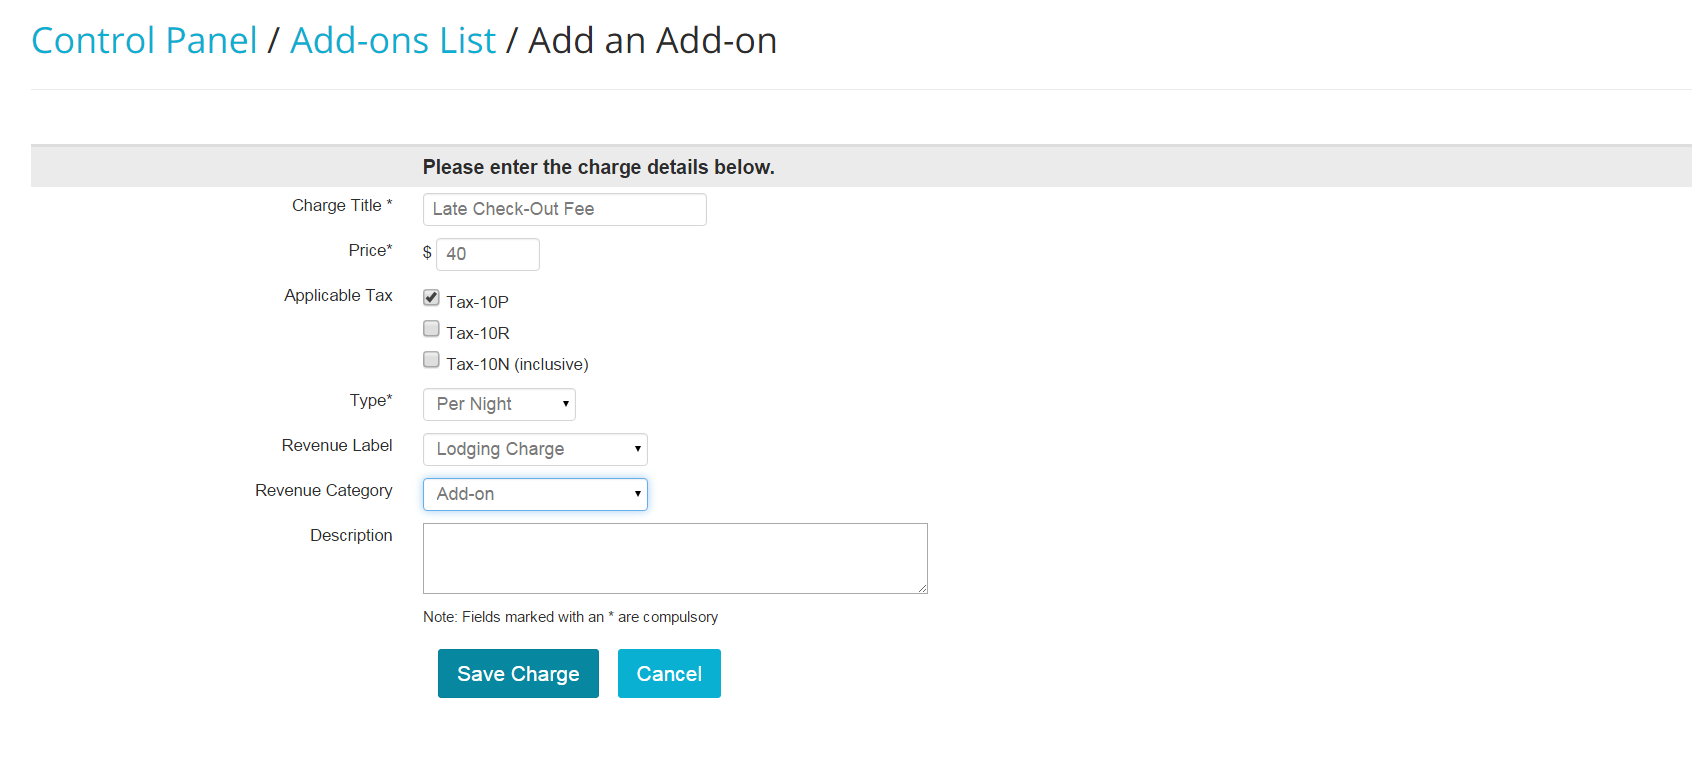 Control Panel / Add-ons List / Add an Add-on
Please enter the charge details below.
Charge Title * Late Check-Out Fee
Price* $ 40
Applicable Tax Tax-10P
Tax-10R
Tax-10N (inclusive)
Type* Per Night
Revenue Label Lodging Charge
Revenue Category Add-on
Description
Note: Fields marked with an * are compulsory
Save Charge Cancel